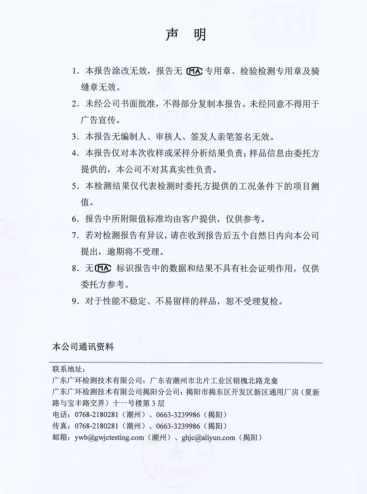 声 明
1. 本报告涂改无效，报告无 MA 专用章、检验检测专用章及骑
缝章无效。
2. 未经公司书面批准，不得部分复制本报告。未经同意不得用于
广告宣传。
3. 本报告无编制人、审核人、签发人亲笔签名无效。
4. 本报告仅对本次收样或采样分析结果负责；样品信息由委托方
提供的，本公司不对其真实性负责。
5. 本检测结果仅代表检测时委托方提供的工况条件下的项目测
值。
6. 报告中所附限值标准均由客户提供，仅供参考。
7. 若对检测报告有异议，请在收到报告后五个自然日内向本公司
提出，逾期将不受理。
8. 无 MA 标识报告中的数据和结果不具有社会证明作用，仅供
委托方参考。
9. 对于性能不稳定、不易留样的样品，恕不受理复检。
本公司通讯资料
联系地址：
广东广环检测技术有限公司：广东省潮州市北片工业区银槐北路龙龕
广东广环检测技术有限公司揭阳分公司：揭阳市揭东区开发区新区通用厂房（夏新
路与宝丰路交界）十一号楼第 3 层
电话：0768-2180281（潮州）、0663-3239986（揭阳）
传真：0768-2180281（潮州）、0663-3239986（揭阳）
邮箱：ywb@gwjctesting.com（潮州）、ghjc@aliyun.com（揭阳）